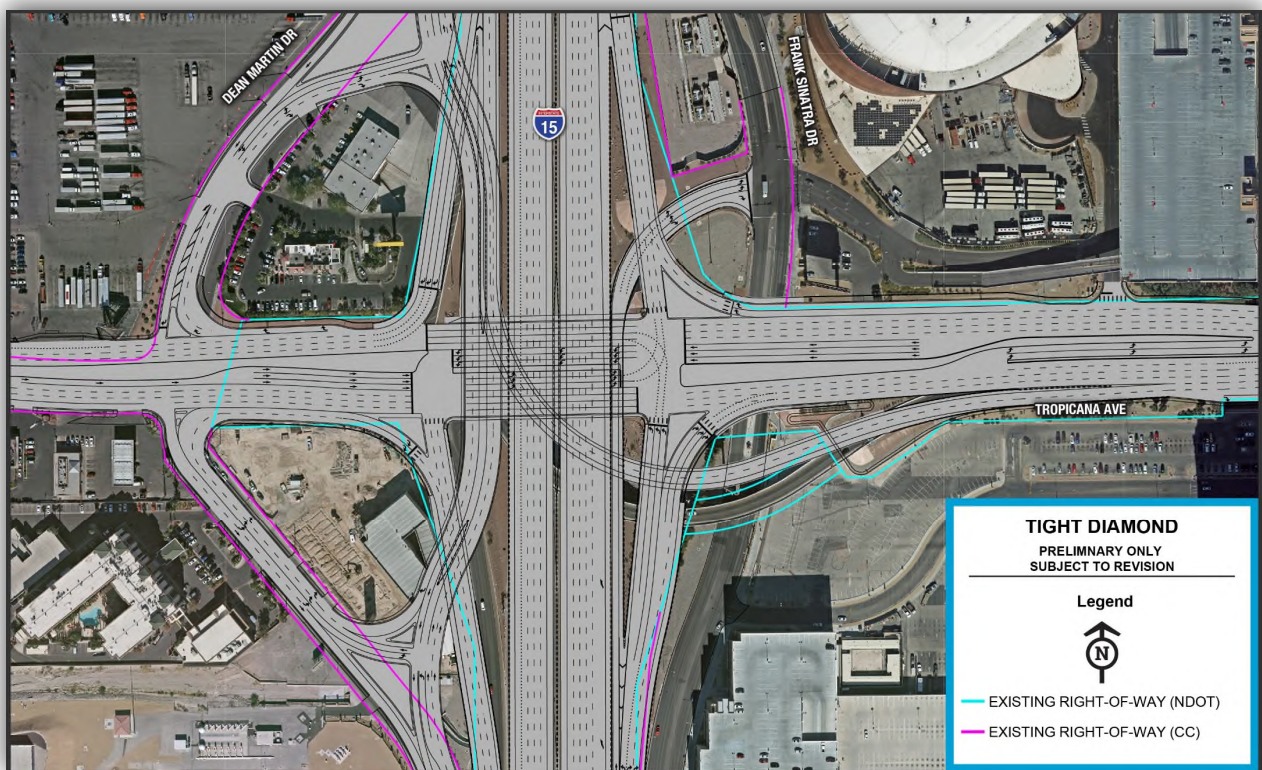 DEAN MARTIN DR
INTERSTATE
15
FRANK SINATRA DR
TROPICANA AVE
TIGHT DIAMOND
PRELIMNARY ONLY
SUBJECT TO REVISION
Legend
N
EXISTING RIGHT-OF-WAY (NDOT)
EXISTING RIGHT-OF-WAY (CC)